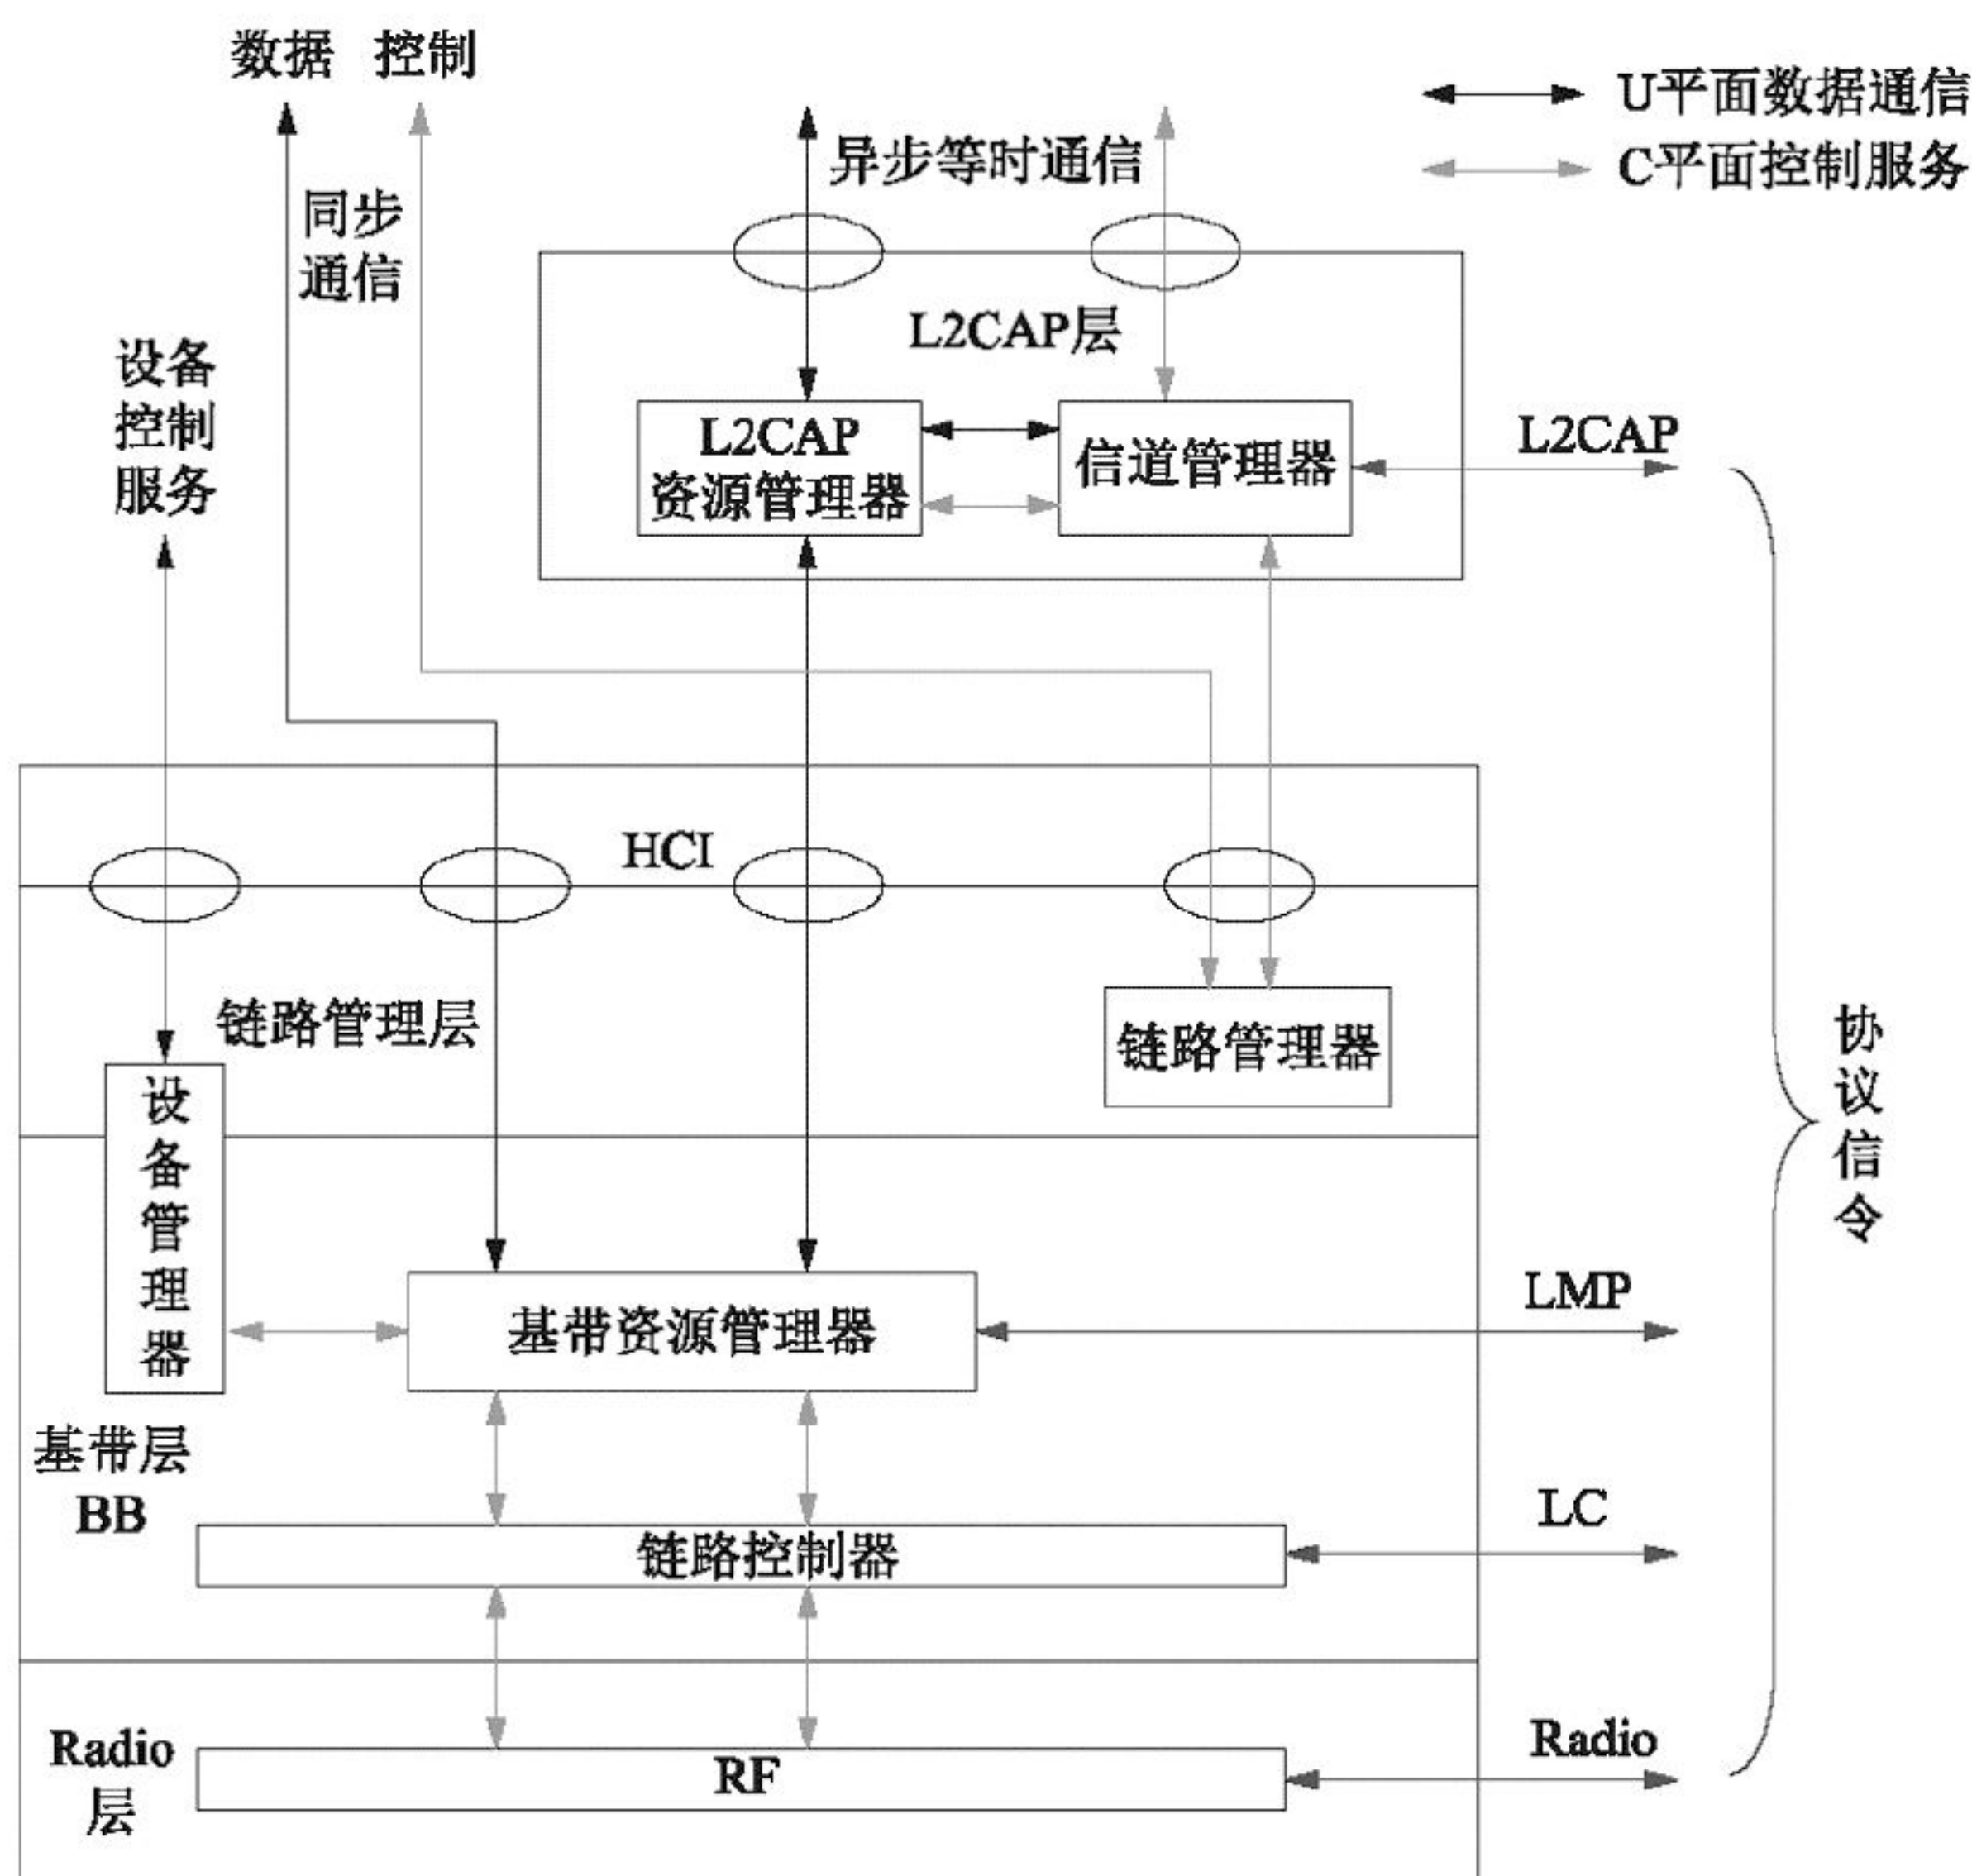 数据 控制
U平面数据通信
C平面控制服务
异步等时通信
同步
通信
L2CAP层
设备
控制
服务
L2CAP
资源管理器
信道管理器
L2CAP
HCI
链路管理层
链路管理器
设
备
管
理
器
协
议
信
令
基带资源管理器
LMP
基带层
BB
链路控制器
LC
Radio
层
RF
Radio